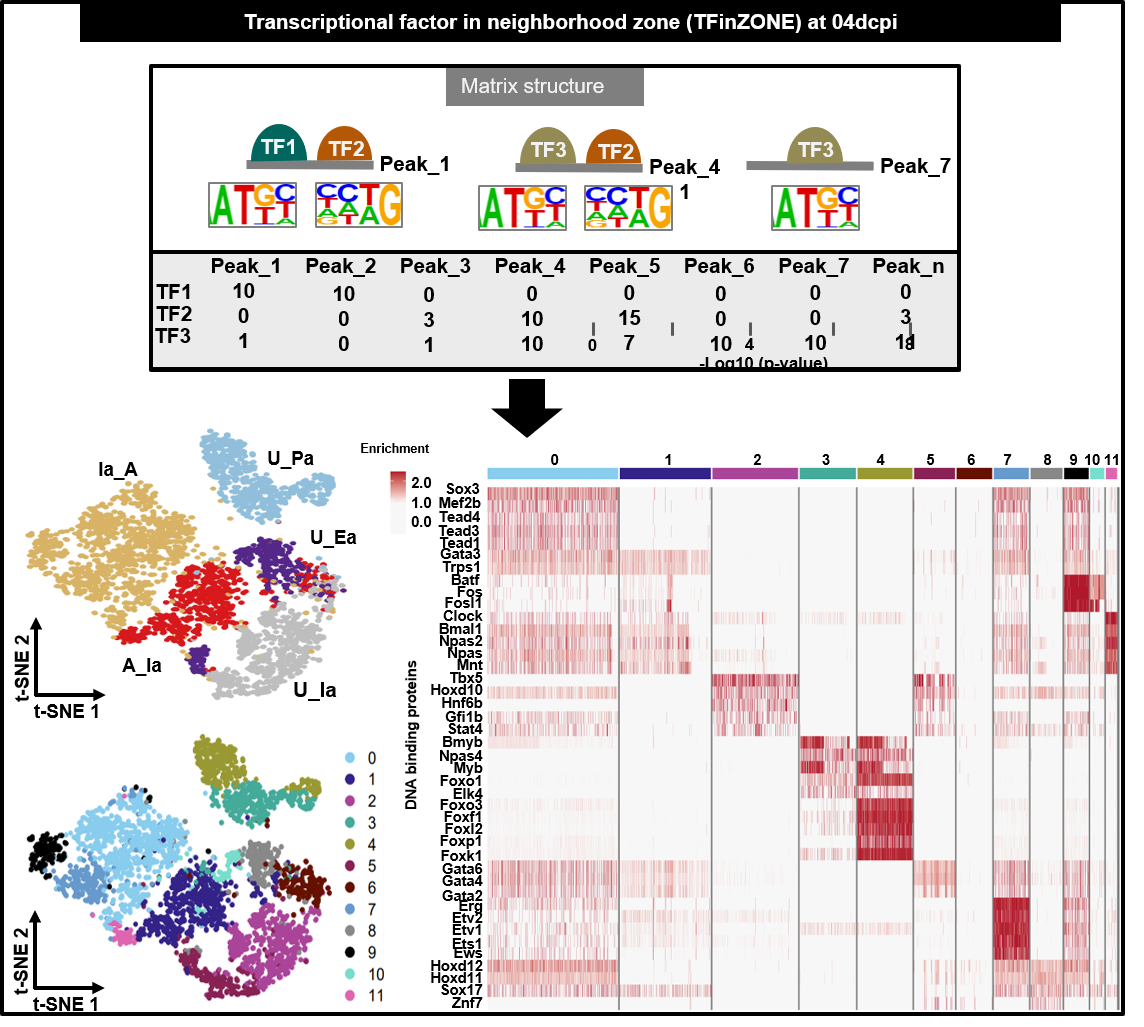 Transcriptional factor in neighborhood zone (TFinZONE) at 04dcpi
Matrix structure
TF1 TF2 Peak_1
TF3 TF2 Peak_4
1
TF3 Peak_7
Peak_1 Peak_2 Peak_3 Peak_4 Peak_5 Peak_6 Peak_7 Peak_n
TF1 10 10 0 0 0 0 0 0
TF2 0 0 3 10 15 0 0 3
TF3 1 0 1 10 0 7 10 4 10
-Log10 (p-value)
Ia_A
U_Pa
U_Ea
A_Ia
U_Ia
t-SNE 2
t-SNE 1
Enrichment
2.0
1.0
0.0
0 1 2 3 4 5 6 7 8 9 10 11
DNA binding proteins
Sox3
Mef2b
Tead4
Tead3
Tead1
Gata3
Trps1
Batf
Fos
Fosl1
Clock
Bmal1
Npas2
Npas
Mnt
Tbx5
Hoxd10
Hnf6b
Gfi1b
Stat4
Bmyb
Npas4
Myb
Foxo1
Elk4
Foxo3
Foxf1
Foxl2
Foxp1
Foxk1
Gata6
Gata4
Gata2
Erg
Etv2
Etv1
Ets1
Ews
Hoxd12
Hoxd11
Sox17
Znf7
t-SNE 2
t-SNE 1
0
1
2
3
4
5
6
7
8
9
10
11